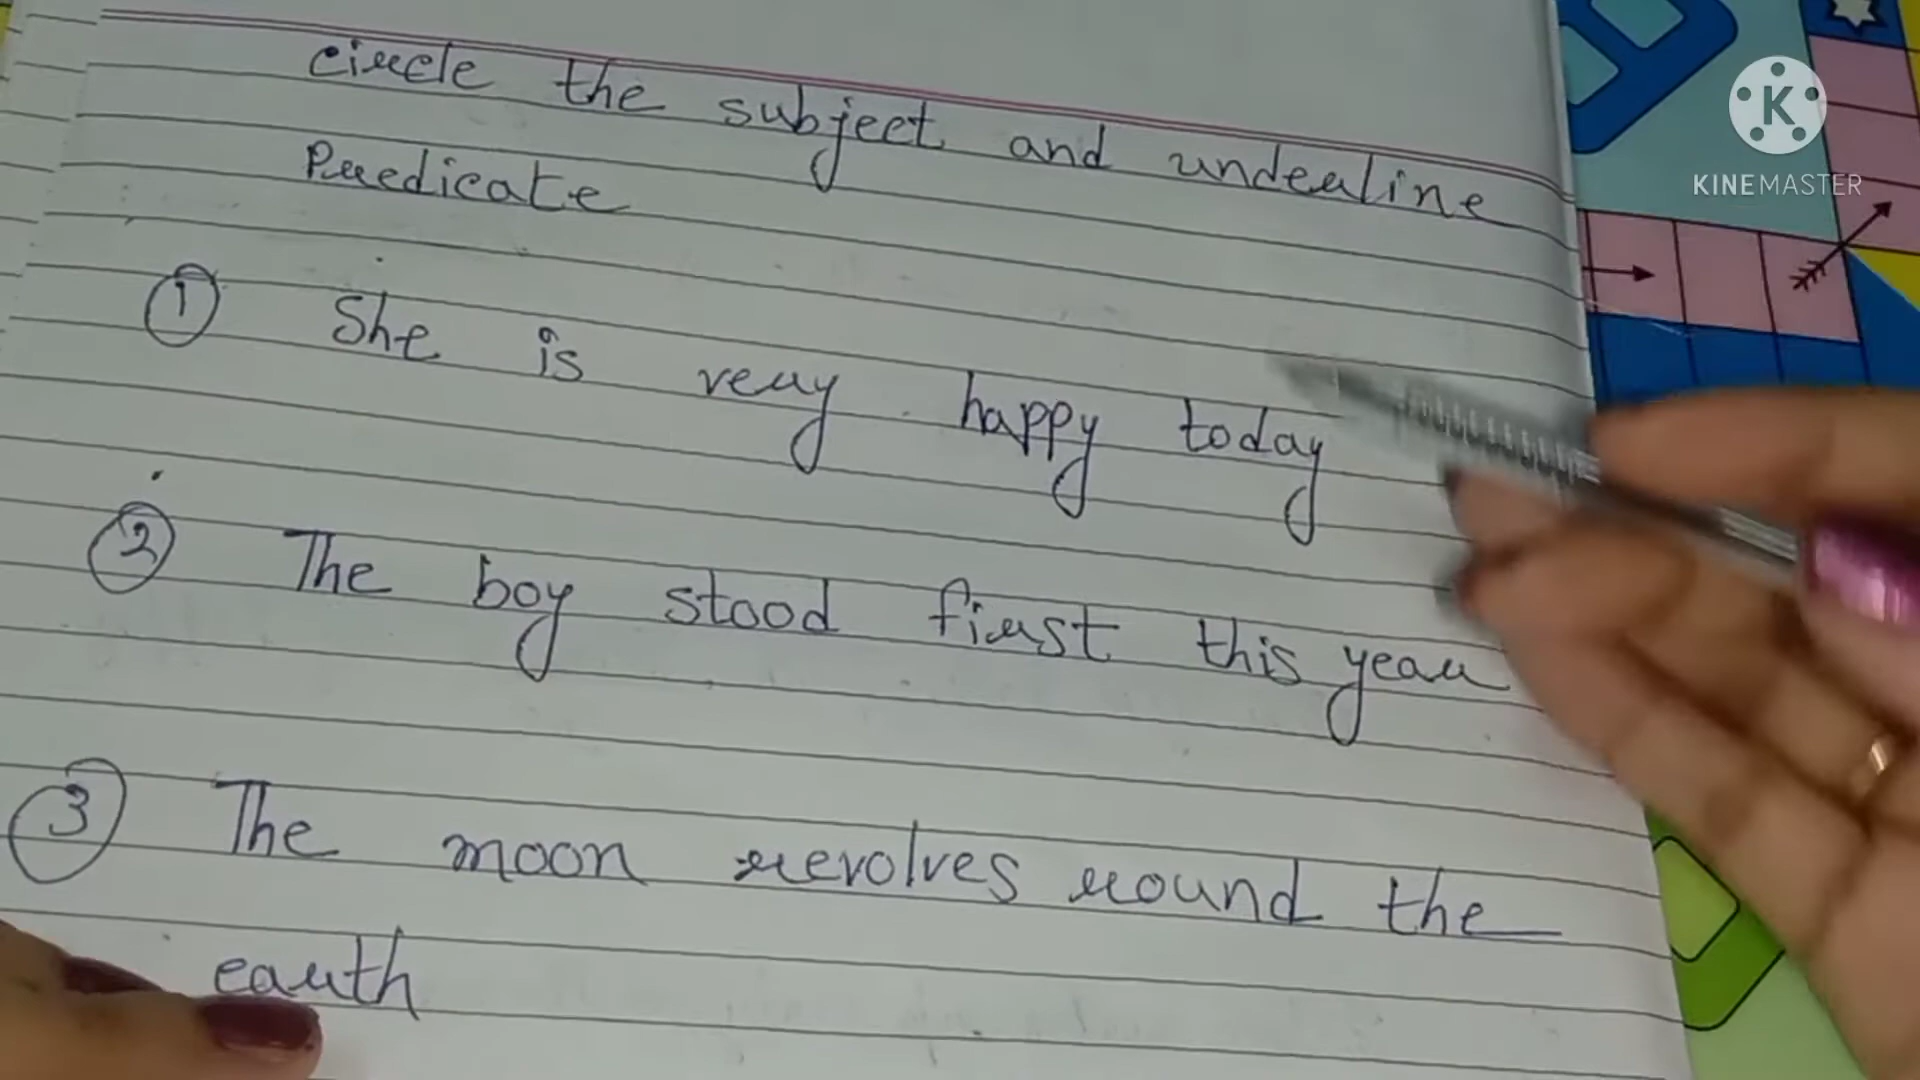 circle the subject and underline
Predicate
1 She is very happy today
2 The boy stood first this year
3 The moon revolves round the
earth
K
KINEMASTER